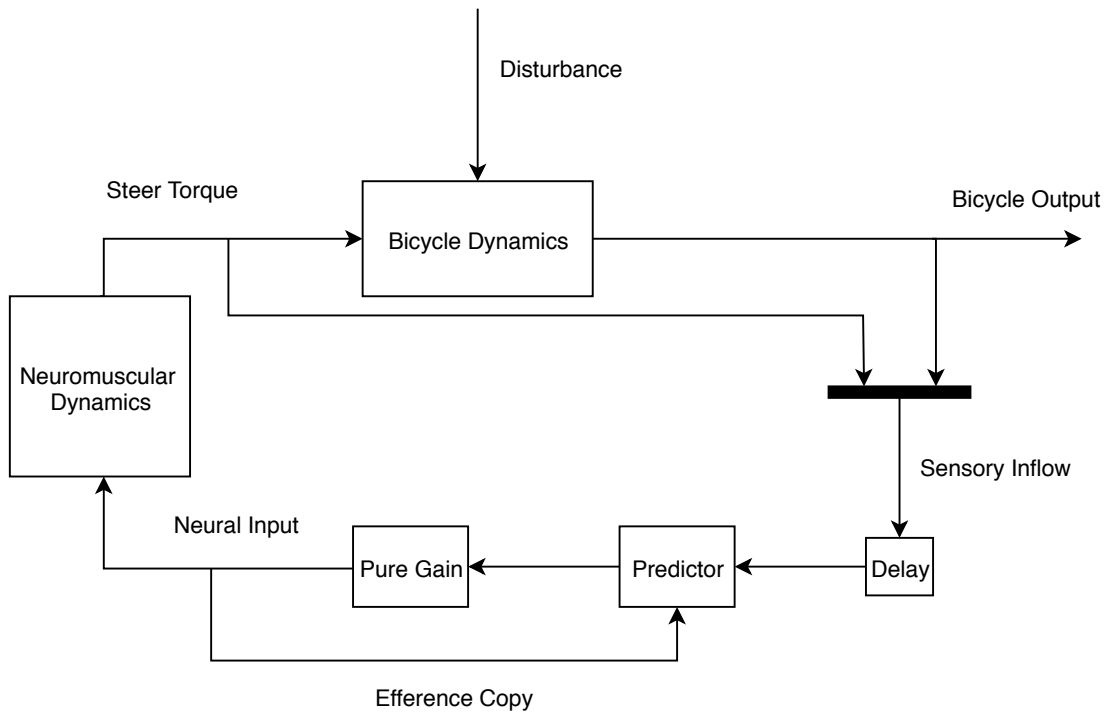 Disturbance
Steer Torque
Bicycle Output
Bicycle Dynamics
Neuromuscular
Dynamics
Sensory Inflow
Neural Input
Pure Gain
Predictor
Delay
Efference Copy